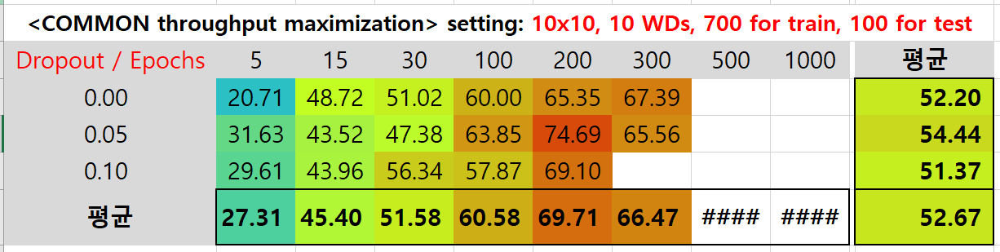 <COMMON throughput maximization> setting: 10x10, 10 WDs, 700 for train, 100 for test
Dropout / Epochs 5 15 30 100 200 300 500 1000 평균
0.00 20.71 48.72 51.02 60.00 65.35 67.39 52.20
0.05 31.63 43.52 47.38 63.85 74.69 65.56 54.44
0.10 29.61 43.96 56.34 57.87 69.10 51.37
평균 27.31 45.40 51.58 60.58 69.71 66.47 #### #### 52.67